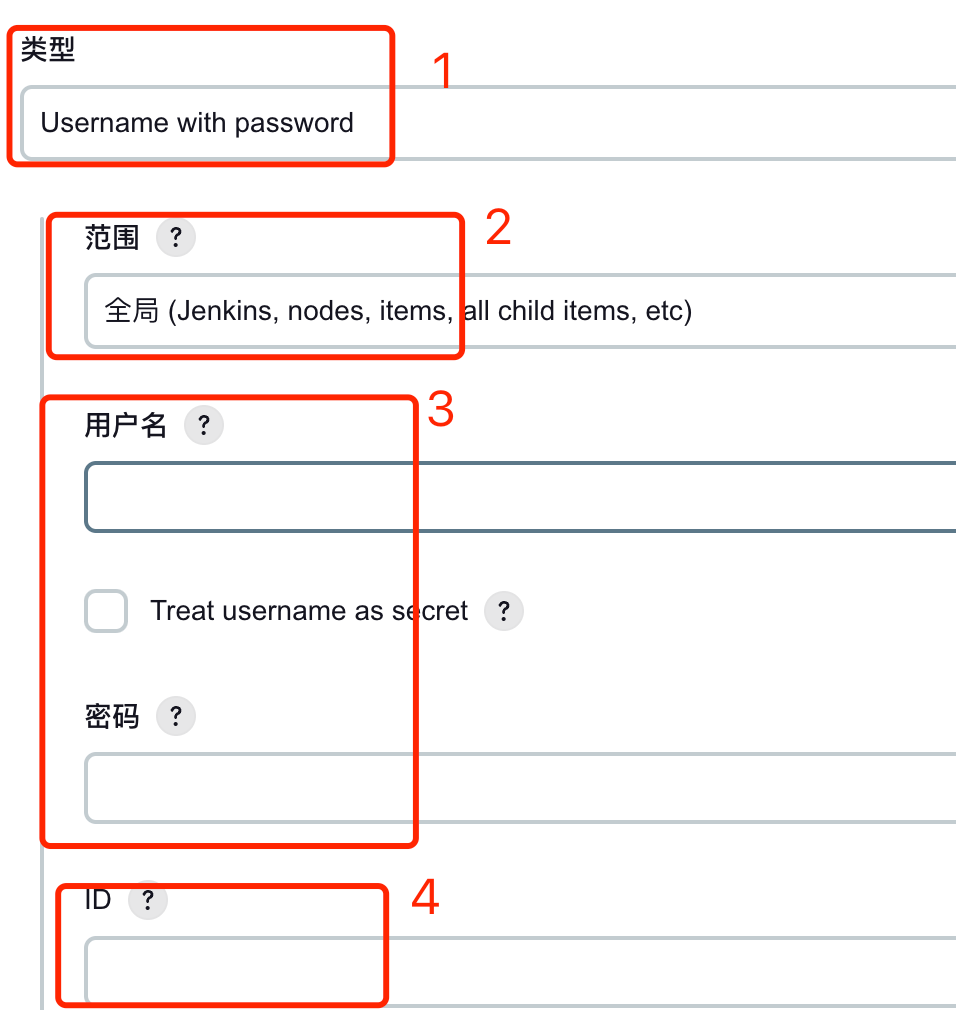 类型
1
Username with password
范围 ?
2
全局 (Jenkins, nodes, items, all child items, etc)
用户名 ?
3
Treat username as secret ?
密码 ?
ID ?
4